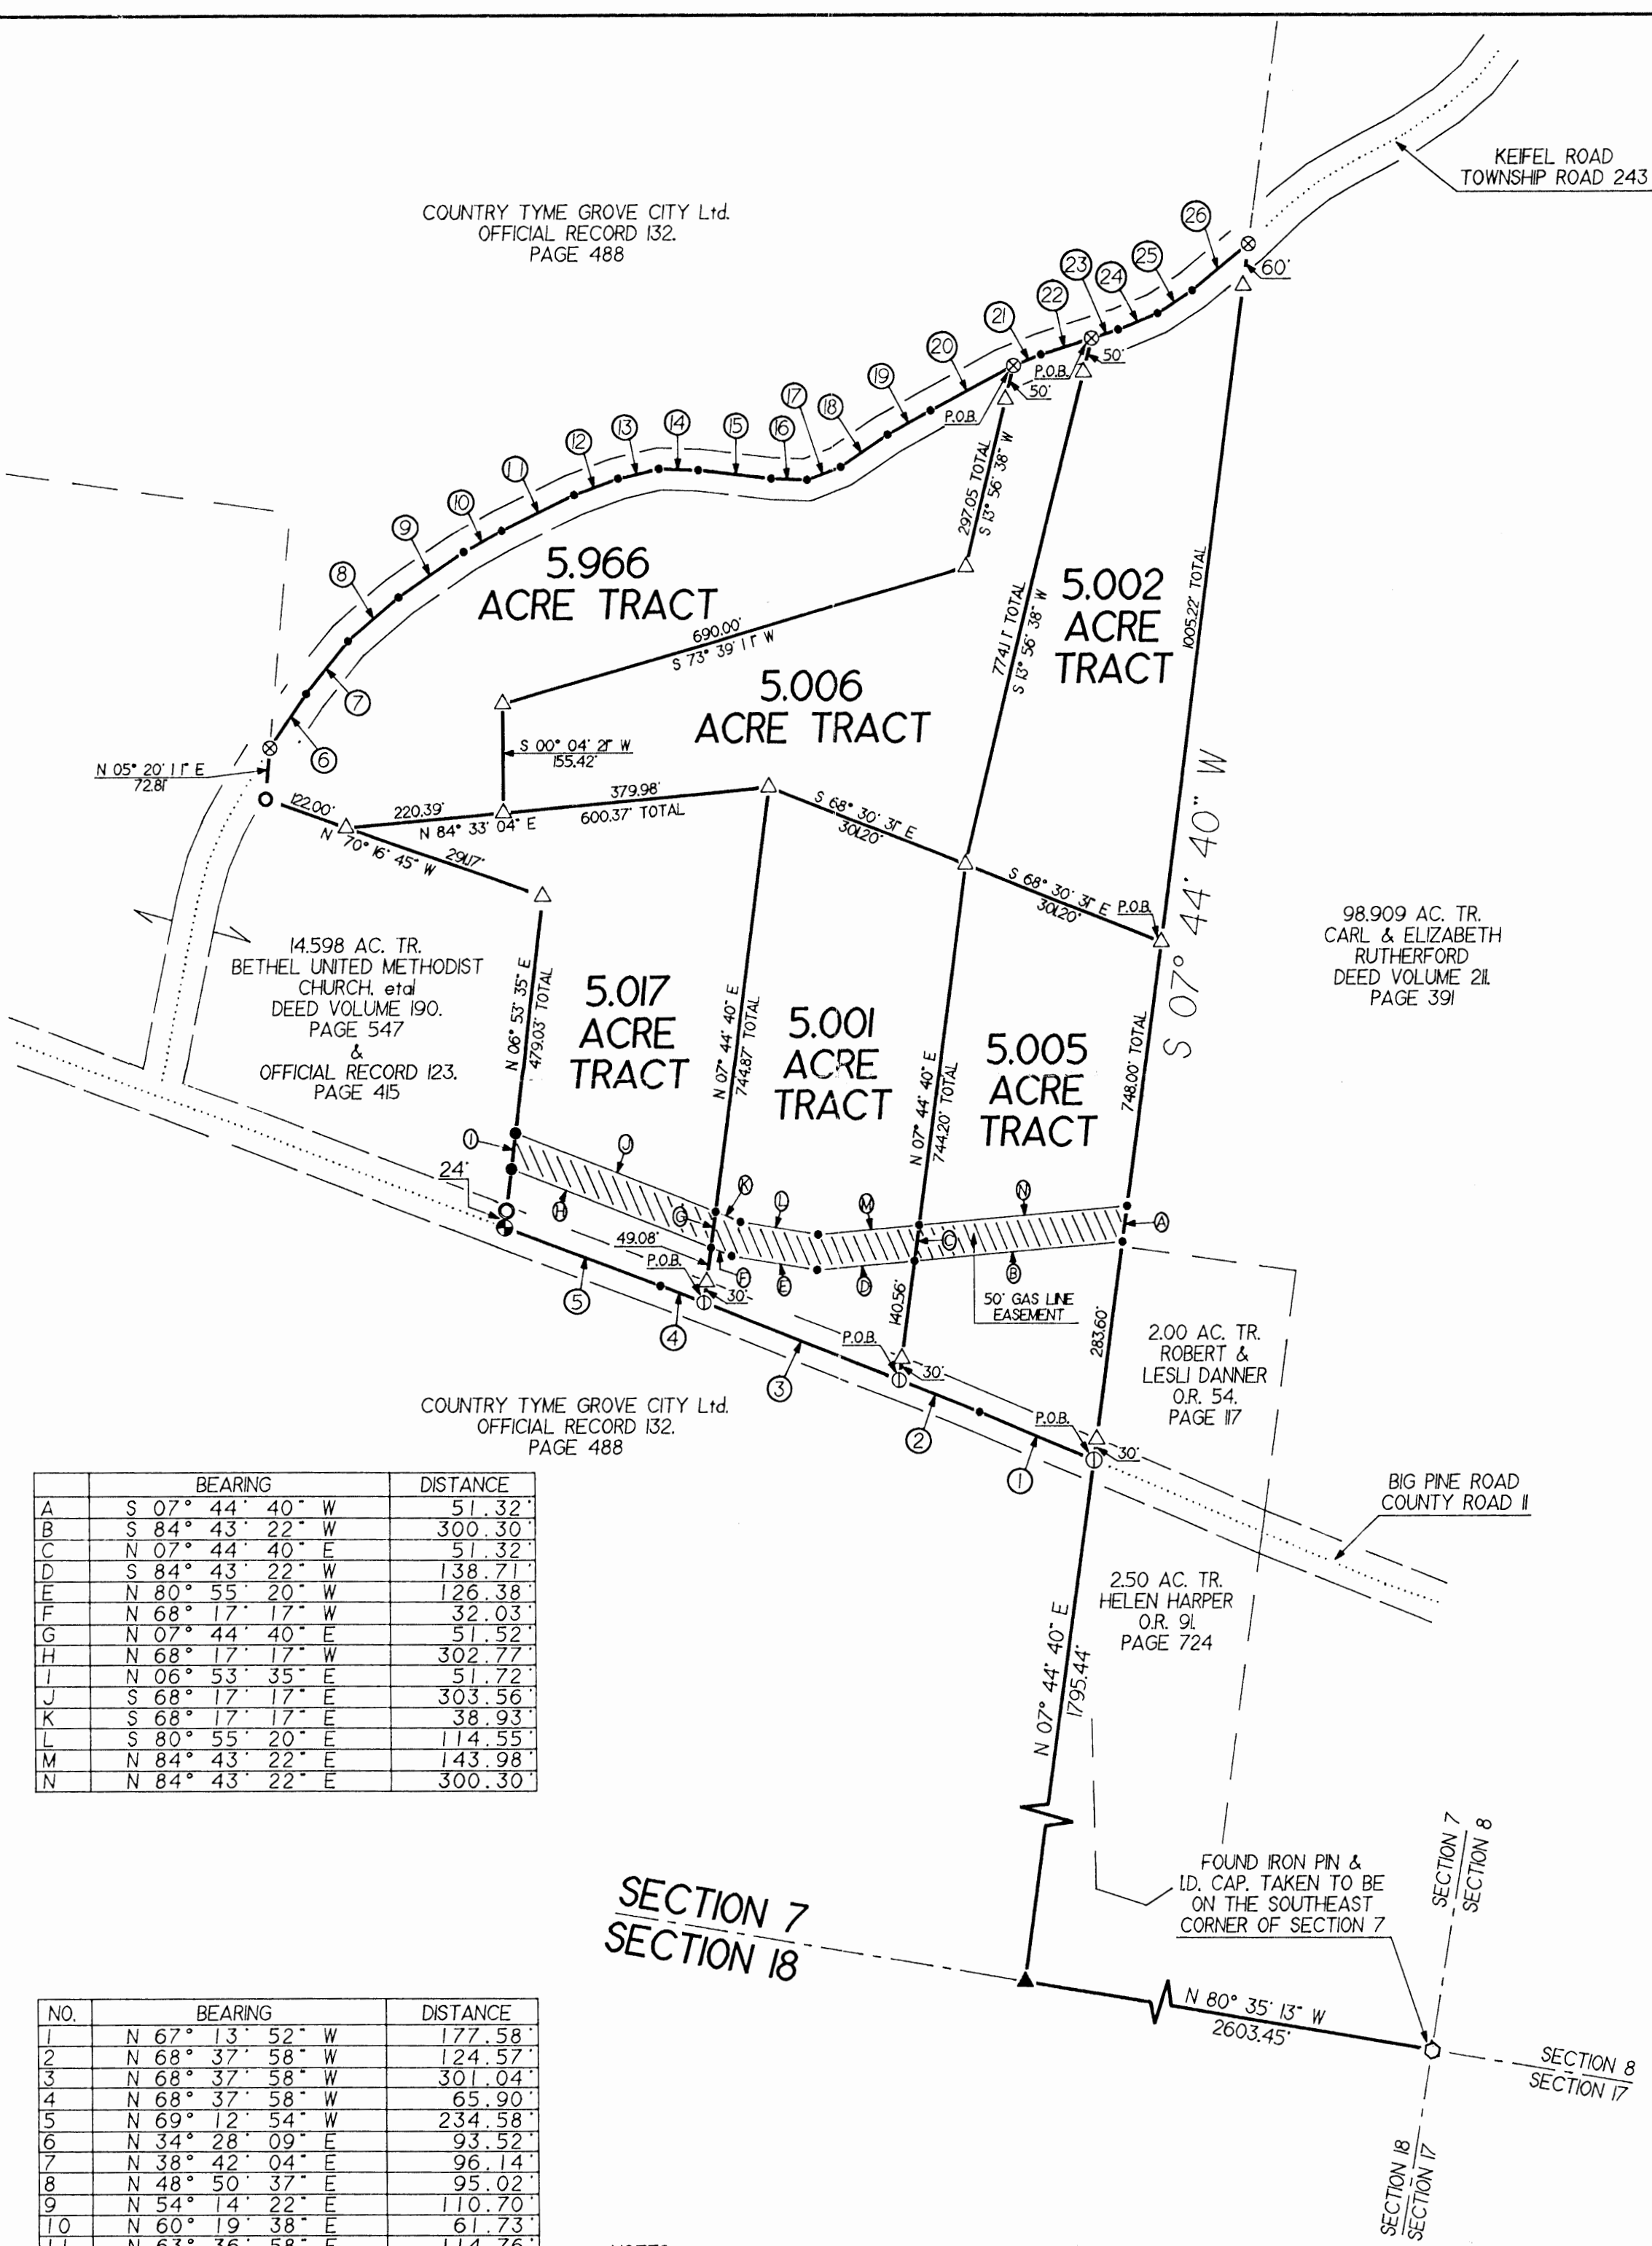 KEIFEL ROAD
TOWNSHIP ROAD 243
COUNTRY TYME GROVE CITY Ltd.
OFFICIAL RECORD 132.
PAGE 488
26
60'
25
24
23
22
21
50'
P.O.B.
20
50'
P.O.B.
19
18
17
16
15
14
13
12
11
10
9
8
7
6
297.05 TOTAL
S 13° 56' 38" W
5.966
ACRE TRACT
690.00'
S 73° 39' 11" W
774.17' TOTAL
S 13° 56' 38" W
5.002
ACRE
TRACT
1005.22' TOTAL
5.006
ACRE TRACT
S 00° 04' 21" W
155.42'
N 05° 20' 11" E
72.81'
122.00'
220.39'
N 84° 33' 04" E
379.98'
600.37' TOTAL
N 70° 16' 45" W
291.17'
S 68° 30' 31" E
301.20'
S 68° 30' 31" E
301.20'
P.O.B.
S 07° 44' 40" W
98.909 AC. TR.
CARL & ELIZABETH
RUTHERFORD
DEED VOLUME 211.
PAGE 391
14.598 AC. TR.
BETHEL UNITED METHODIST
CHURCH, etal
DEED VOLUME 190.
PAGE 547
&
OFFICIAL RECORD 123.
PAGE 415
N 06° 53' 35" E
479.03' TOTAL
5.017
ACRE
TRACT
N 07° 44' 40" E
744.87' TOTAL
5.001
ACRE
TRACT
N 07° 44' 40" E
744.20' TOTAL
5.005
ACRE
TRACT
748.00' TOTAL
I
J
24'
H
G
K
L
M
N
A
C
49.08'
P.O.B.
F
E
D
B
30'
140.56'
50' GAS LINE
EASEMENT
283.60'
5
4
3
P.O.B.
30'
2
P.O.B.
30'
1
2.00 AC. TR.
ROBERT &
LESLI DANNER
O.R. 54.
PAGE 117
COUNTRY TYME GROVE CITY Ltd.
OFFICIAL RECORD 132.
PAGE 488
BIG PINE ROAD
COUNTY ROAD 11
BEARING DISTANCE
A S 07° 44' 40" W 51.32'
B S 84° 43' 22" W 300.30'
C N 07° 44' 40" E 51.32'
D S 84° 43' 22" W 138.71'
E N 80° 55' 20" W 126.38'
F N 68° 17' 17" W 32.03'
G N 07° 44' 40" E 51.52'
H N 68° 17' 17" W 302.77'
I N 06° 53' 35" E 51.72'
J S 68° 17' 17" E 303.56'
K S 68° 17' 17" E 38.93'
L S 80° 55' 20" E 114.55'
M N 84° 43' 22" E 143.98'
N N 84° 43' 22" E 300.30'
2.50 AC. TR.
HELEN HARPER
O.R. 91.
PAGE 724
N 07° 44' 40" E
1795.44'
FOUND IRON PIN &
I.D. CAP. TAKEN TO BE
ON THE SOUTHEAST
CORNER OF SECTION 7
SECTION 7
SECTION 8
SECTION 7
SECTION 18
N 80° 35' 13" W
2603.45'
SECTION 8
SECTION 17
SECTION 18
SECTION 17
NO. BEARING DISTANCE
1 N 67° 13' 52" W 177.58'
2 N 68° 37' 58" W 124.57'
3 N 68° 37' 58" W 301.04'
4 N 68° 37' 58" W 65.90'
5 N 69° 12' 54" W 234.58'
6 N 34° 28' 09" E 93.52'
7 N 38° 42' 04" E 96.14'
8 N 48° 50' 37" E 95.02'
9 N 54° 14' 22" E 110.70'
10 N 60° 19' 38" E 61.73'
11 N 63° 36' 58" E 114.76'